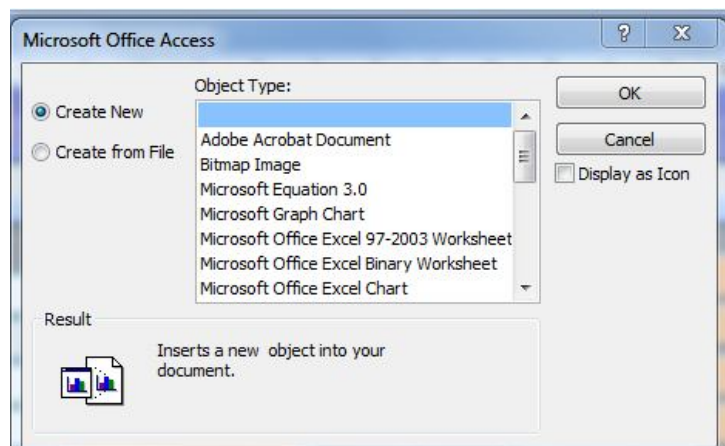 Microsoft Office Access
Object Type:
Create New
Create from File
Adobe Acrobat Document
Bitmap Image
Microsoft Equation 3.0
Microsoft Graph Chart
Microsoft Office Excel 97-2003 Worksheet
Microsoft Office Excel Binary Worksheet
Microsoft Office Excel Chart
OK
Cancel
Display as Icon
Result
Inserts a new object into your
document.